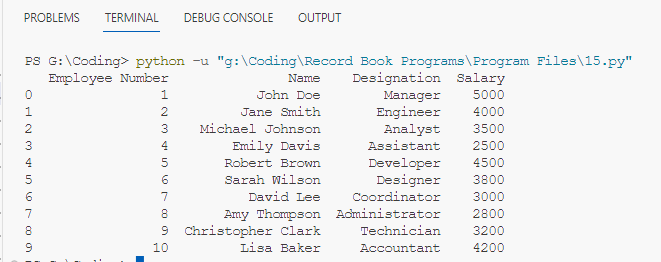 PROBLEMS TERMINAL DEBUG CONSOLE OUTPUT
PS G:\Coding> python -u "g:\Coding\Record Book Programs\Program Files\15.py"
Employee Number Name Designation Salary
0 1 John Doe Manager 5000
1 2 Jane Smith Engineer 4000
2 3 Michael Johnson Analyst 3500
3 4 Emily Davis Assistant 2500
4 5 Robert Brown Developer 4500
5 6 Sarah Wilson Designer 3800
6 7 David Lee Coordinator 3000
7 8 Amy Thompson Administrator 2800
8 9 Christopher Clark Technician 3200
9 10 Lisa Baker Accountant 4200
PS G:\Coding>